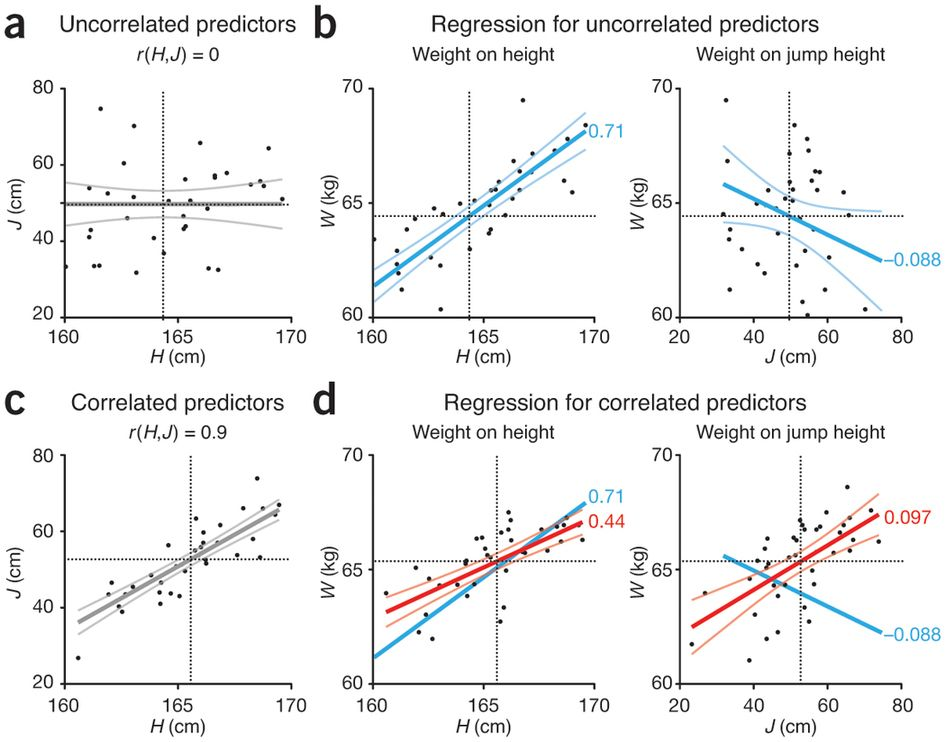 a Uncorrelated predictors
r(H,J) = 0
80
60
40
20
J (cm)
160 165 170
H (cm)
b Regression for uncorrelated predictors
Weight on height
70
65
60
W (kg)
0.71
160 165 170
H (cm)
Weight on jump height
70
65
60
W (kg)
−0.088
20 40 60 80
J (cm)
c Correlated predictors
r(H,J) = 0.9
80
60
40
20
J (cm)
160 165 170
H (cm)
d Regression for correlated predictors
Weight on height
70
65
60
W (kg)
0.71
0.44
160 165 170
H (cm)
Weight on jump height
70
65
60
W (kg)
0.097
−0.088
20 40 60 80
J (cm)